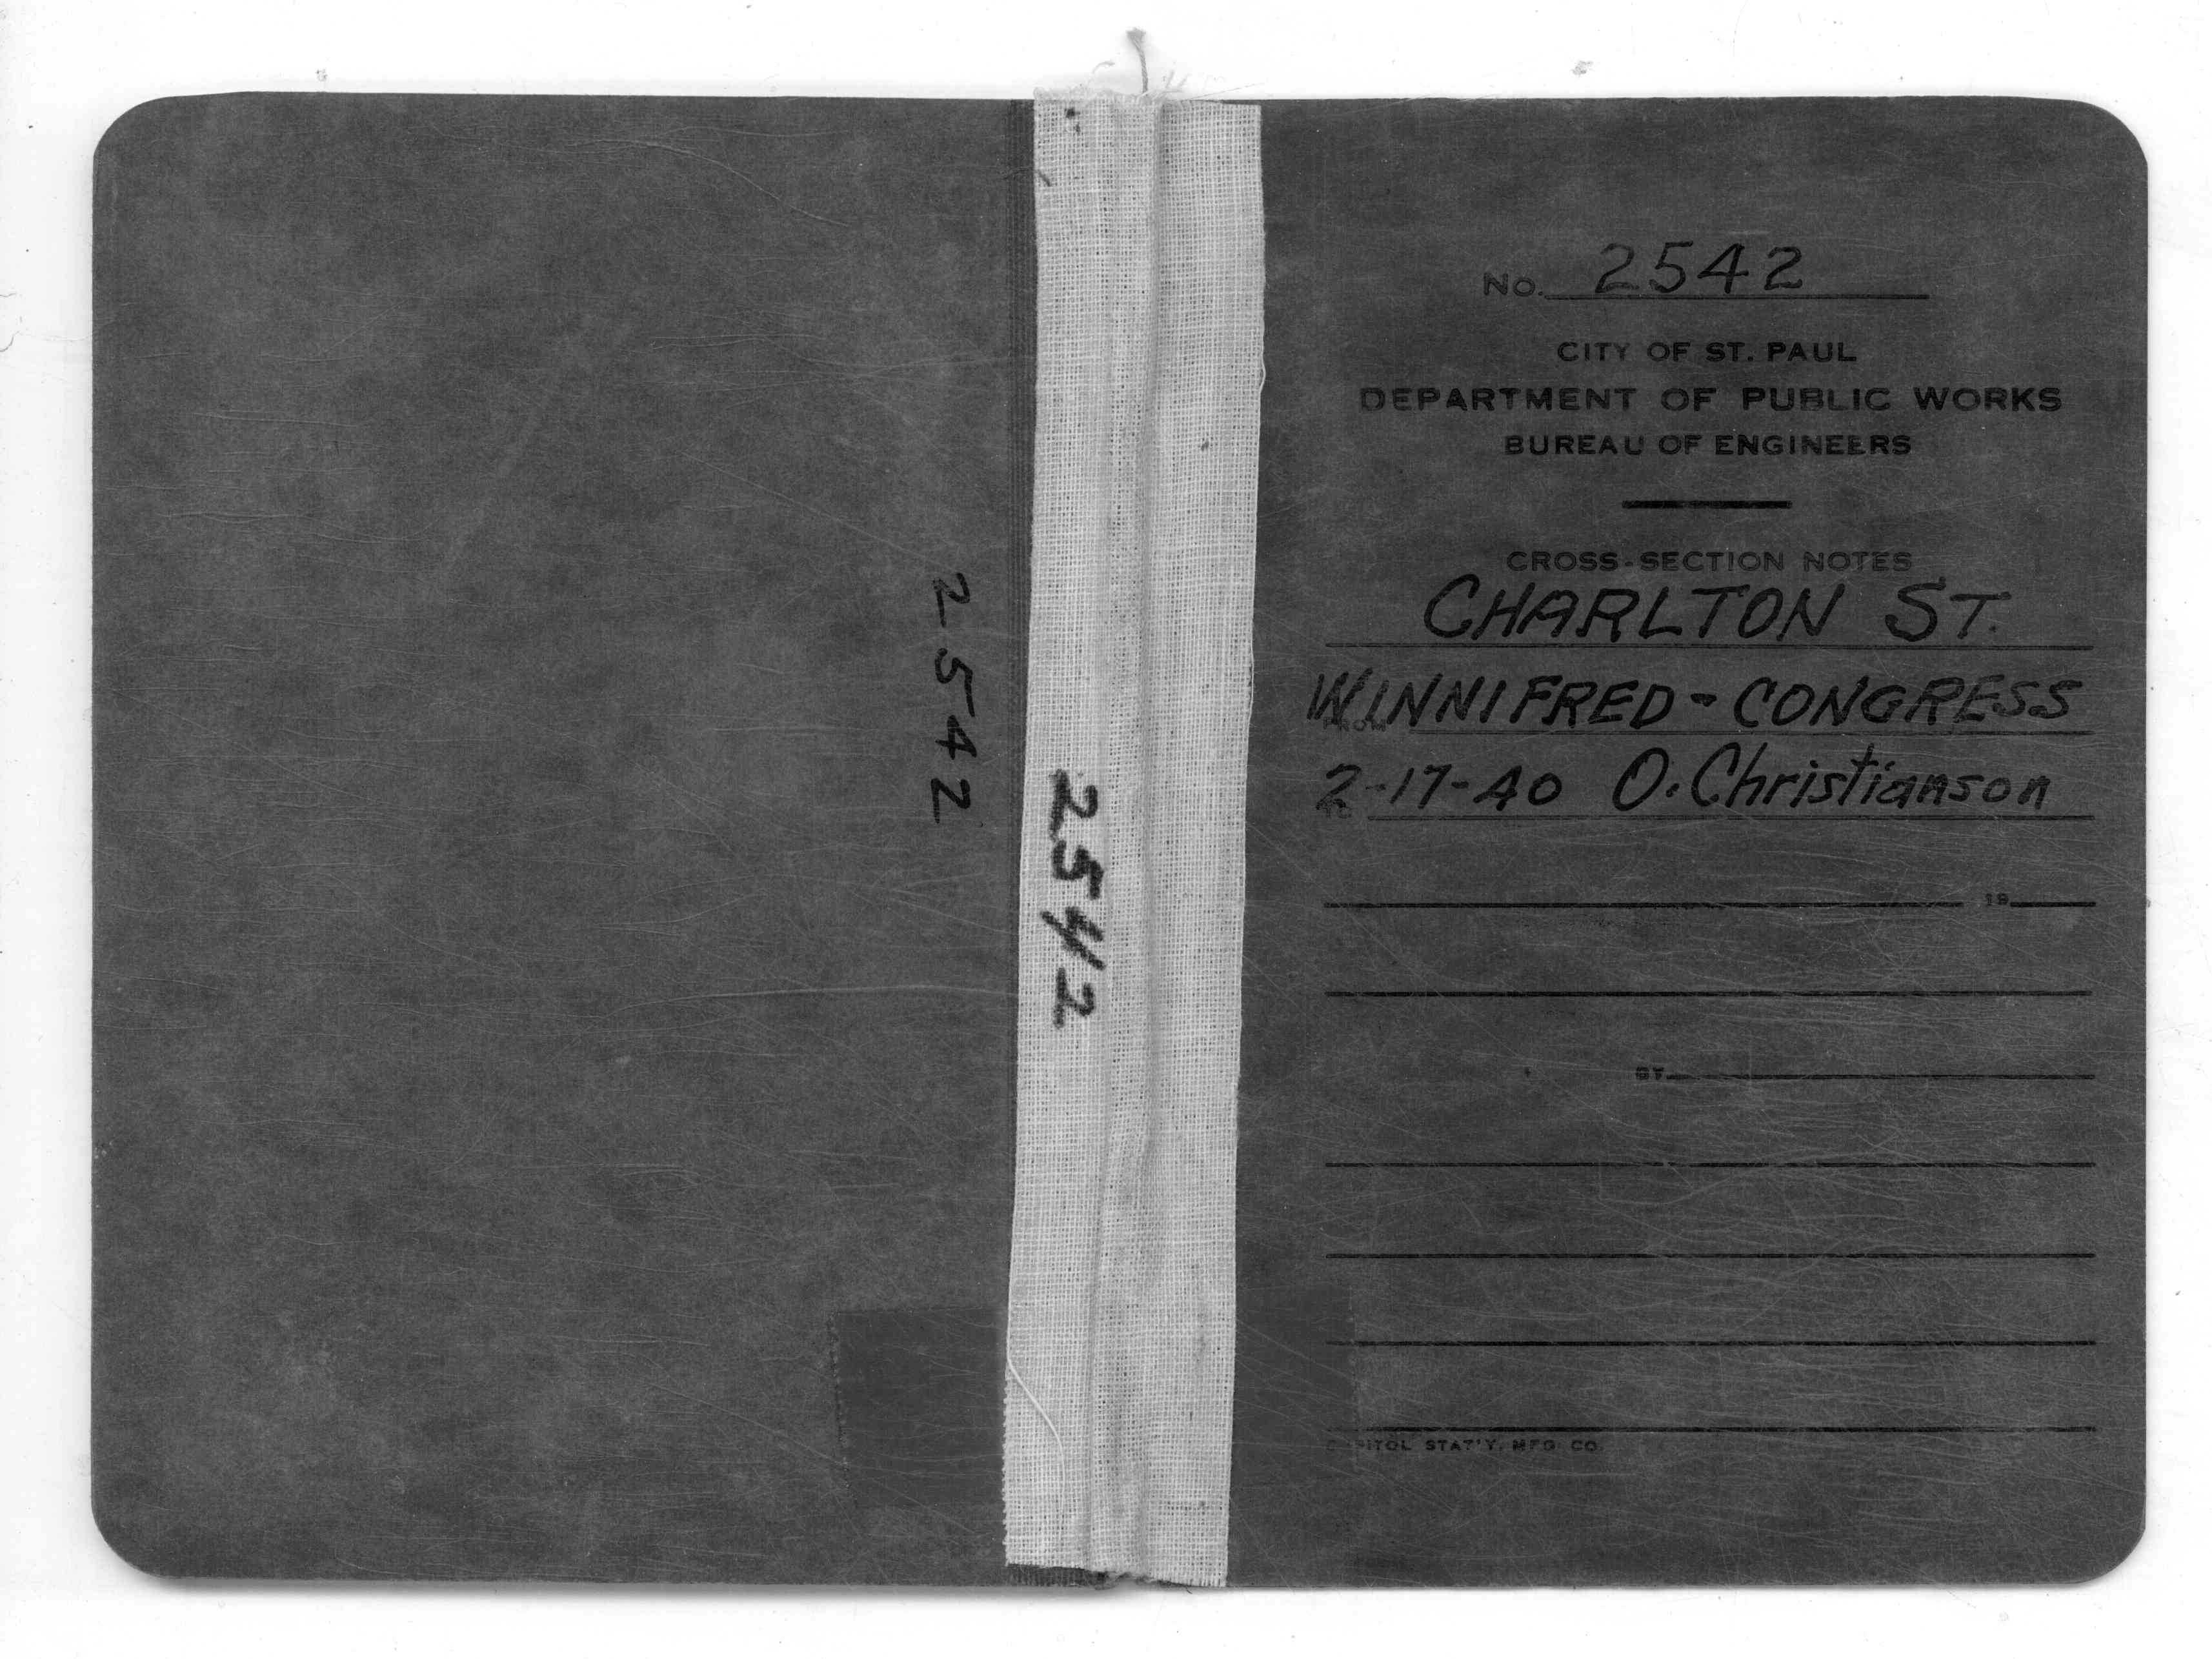 2542
2542
No. 2542
CITY OF ST. PAUL
DEPARTMENT OF PUBLIC WORKS
BUREAU OF ENGINEERS
CROSS-SECTION NOTES
CHARLTON ST.
WINNIFRED - CONGRESS
2-17-40 O. Christianson
19
BY
STAT'Y. MFG. CO.